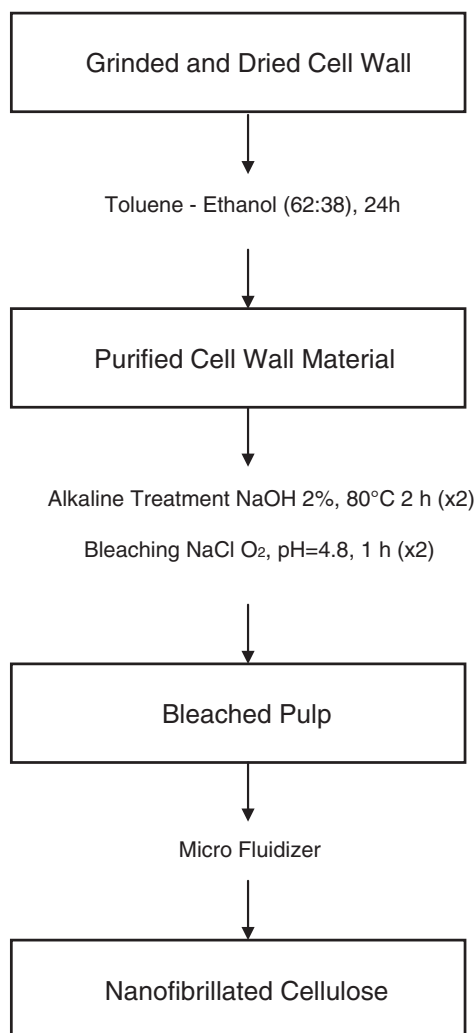 Grinded and Dried Cell Wall
Toluene - Ethanol (62:38), 24h
Purified Cell Wall Material
Alkaline Treatment NaOH 2%, 80°C 2 h (x2)
Bleaching NaCl O₂, pH=4.8, 1 h (x2)
Bleached Pulp
Micro Fluidizer
Nanofibrillated Cellulose